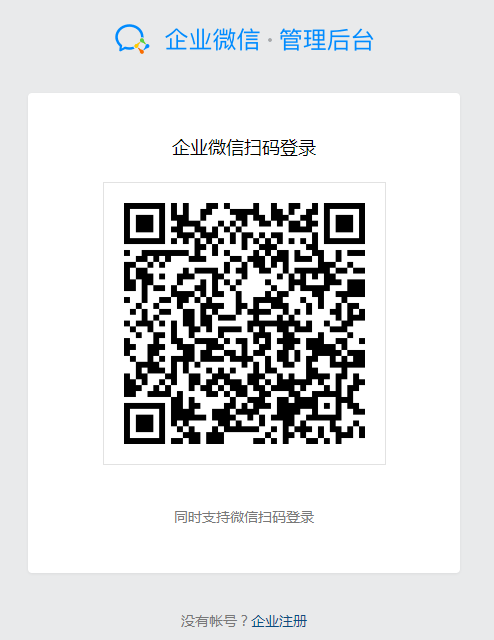 企业微信 · 管理后台
企业微信扫码登录
同时支持微信扫码登录
没有帐号？企业注册